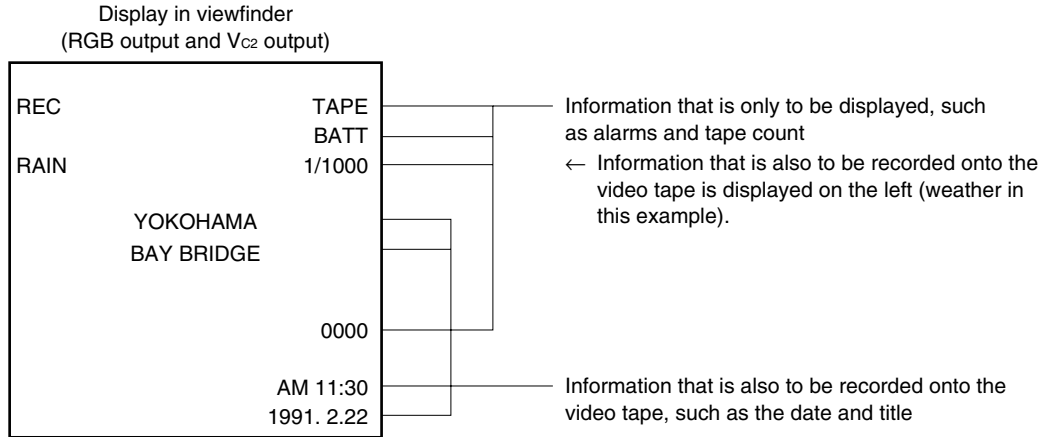 Display in viewfinder
(RGB output and VC2 output)
REC TAPE
BATT
RAIN 1/1000
YOKOHAMA
BAY BRIDGE
0000
AM 11:30
1991. 2.22
Information that is only to be displayed, such
as alarms and tape count
← Information that is also to be recorded onto the
video tape is displayed on the left (weather in
this example).
Information that is also to be recorded onto the
video tape, such as the date and title